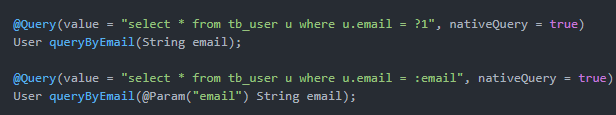 @Query(value = "select * from tb_user u where u.email = ?1", nativeQuery = true)
User queryByEmail(String email);
@Query(value = "select * from tb_user u where u.email = :email", nativeQuery = true)
User queryByEmail(@Param("email") String email);